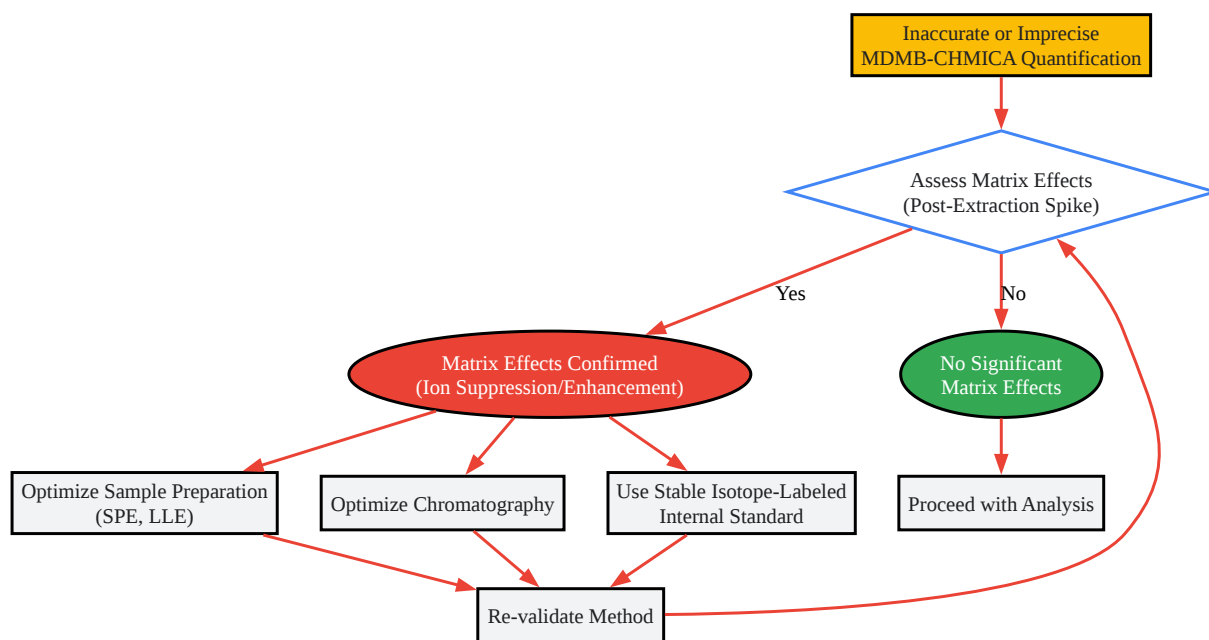 Inaccurate or Imprecise
MDMB-CHMICA Quantification
Assess Matrix Effects
(Post-Extraction Spike)
Yes
No
Matrix Effects Confirmed
(Ion Suppression/Enhancement)
No Significant
Matrix Effects
Optimize Sample Preparation
(SPE, LLE)
Optimize Chromatography
Use Stable Isotope-Labeled
Internal Standard
Proceed with Analysis
Re-validate Method